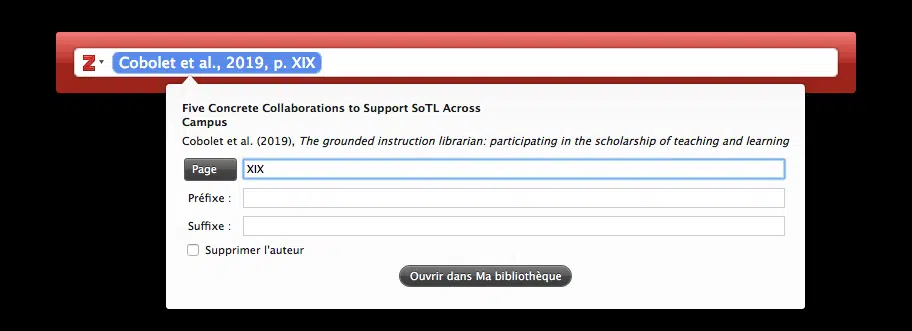 Z Cobolet et al., 2019, p. XIX
Five Concrete Collaborations to Support SoTL Across
Campus
Cobolet et al. (2019), The grounded instruction librarian: participating in the scholarship of teaching and learning
Page XIX
Préfixe :
Suffixe :
Supprimer l'auteur
Ouvrir dans Ma bibliothèque